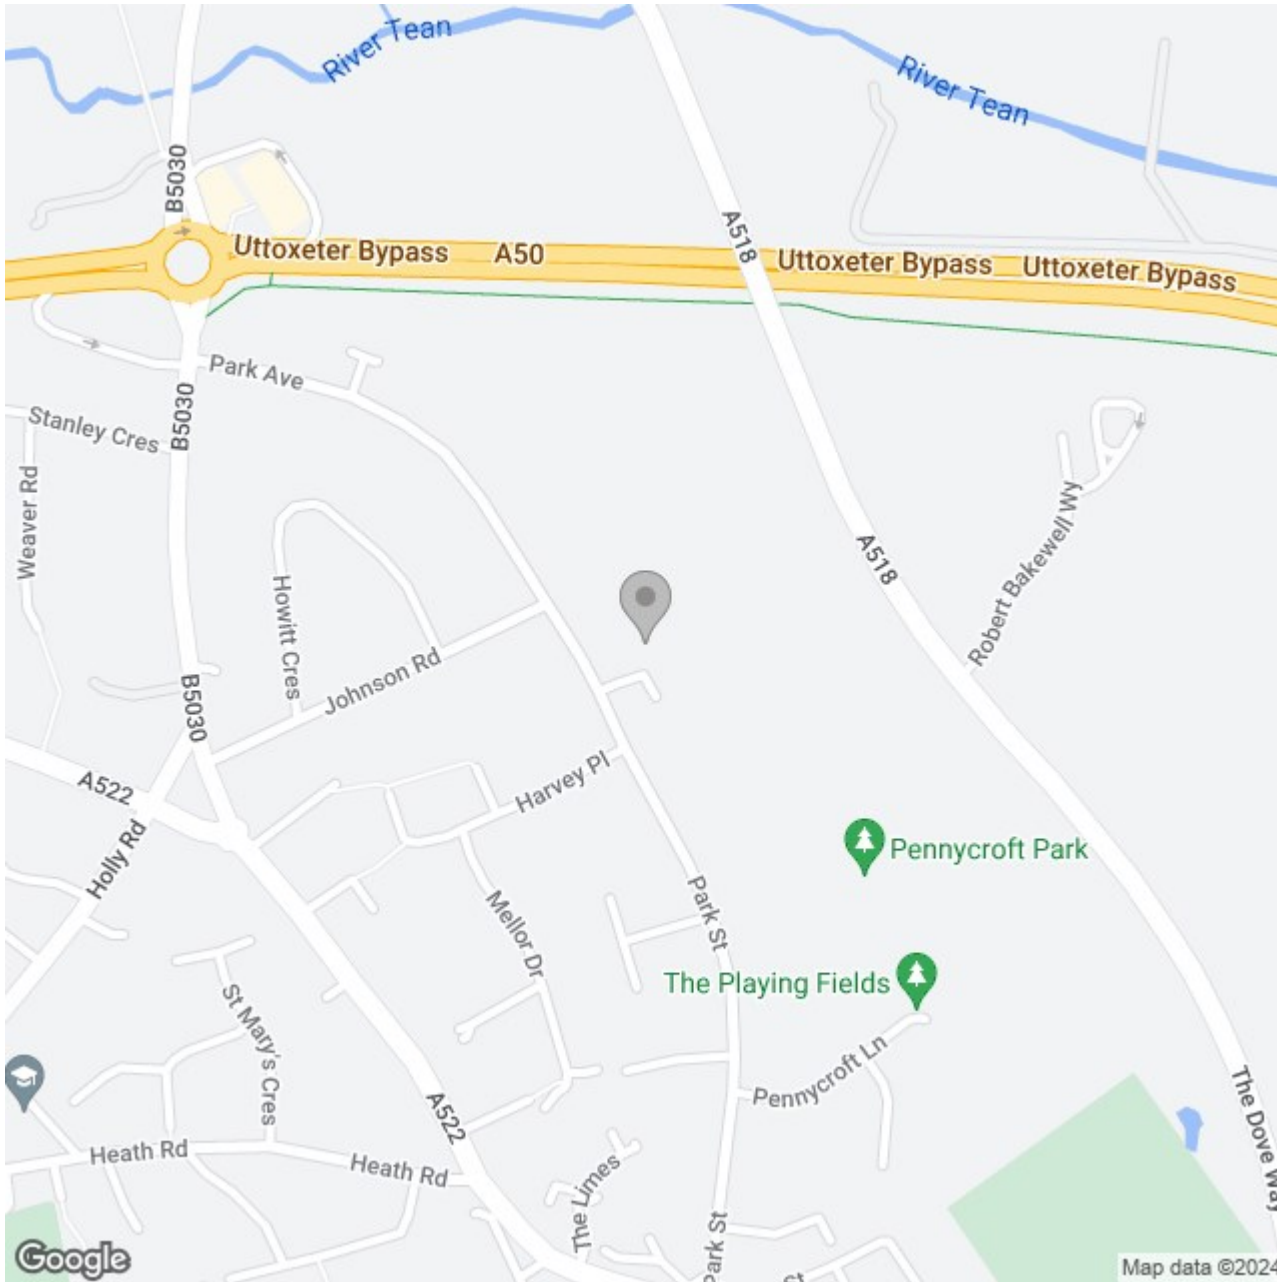 River Tean
River Tean
B5030
A518
Uttoxeter Bypass
A50
Uttoxeter Bypass
Uttoxeter Bypass
Park Ave
B5030
Stanley Cres
Weaver Rd
A518
Robert Bakewell Wy
Howitt Cres
Johnson Rd
B5030
A522
Harvey Pl
Holly Rd
Pennycroft Park
Park St
Mellor Dr
The Playing Fields
St Mary's Cres
Pennycroft Ln
A522
The Dove Way
Heath Rd
Heath Rd
The Limes
Park St
Ct
Google
Map data ©2024